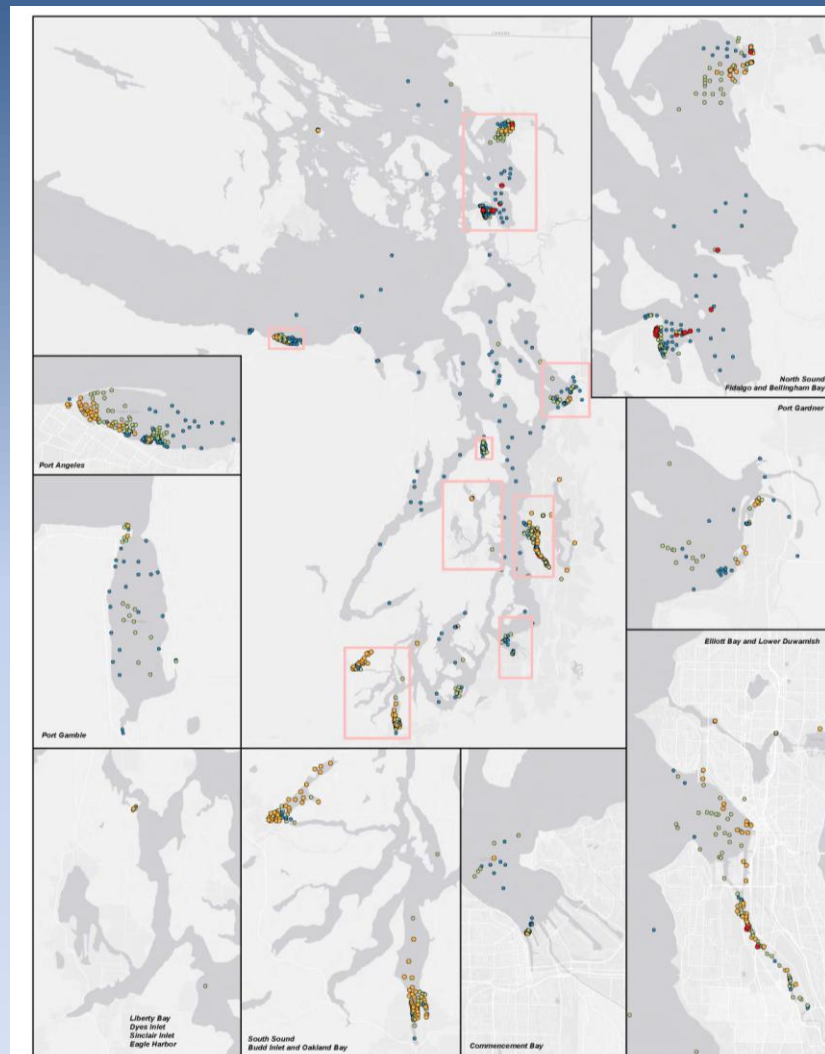 CANADA
North Sound
Fidalgo and Bellingham Bay
Port Angeles
Port Gardner
Port Gamble
Elliott Bay and Lower Duwamish
Liberty Bay
Dyes Inlet
Sinclair Inlet
Eagle Harbor
South Sound
Budd Inlet and Oakland Bay
Commencement Bay